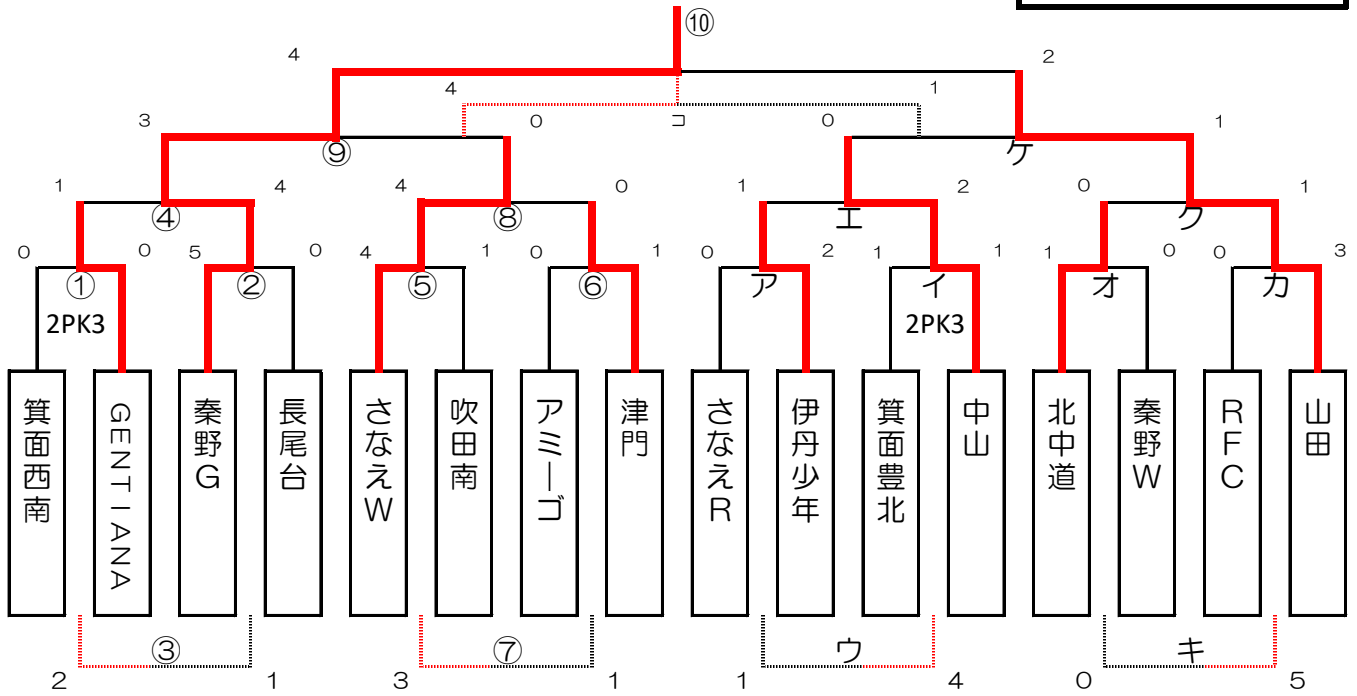 ⑩
4 2
4 1
3 0 コ 0 1
⑨ ケ
1 4 4 0 1 2 0 1
④ ⑧ エ ク
0 0 5 0 4 1 0 1 0 2 1 1 1 0 0 3
① ② ⑤ ⑥ ア イ オ カ
2PK3 2PK3
箕面西南
GENTIANA
秦野G
長尾台
さなえW
吹田南
アミーゴ
津門
さなえR
伊丹少年
箕面豊北
中山
北中道
秦野W
RFC
山田
③ ⑦ ウ キ
2 1 3 1 1 4 0 5